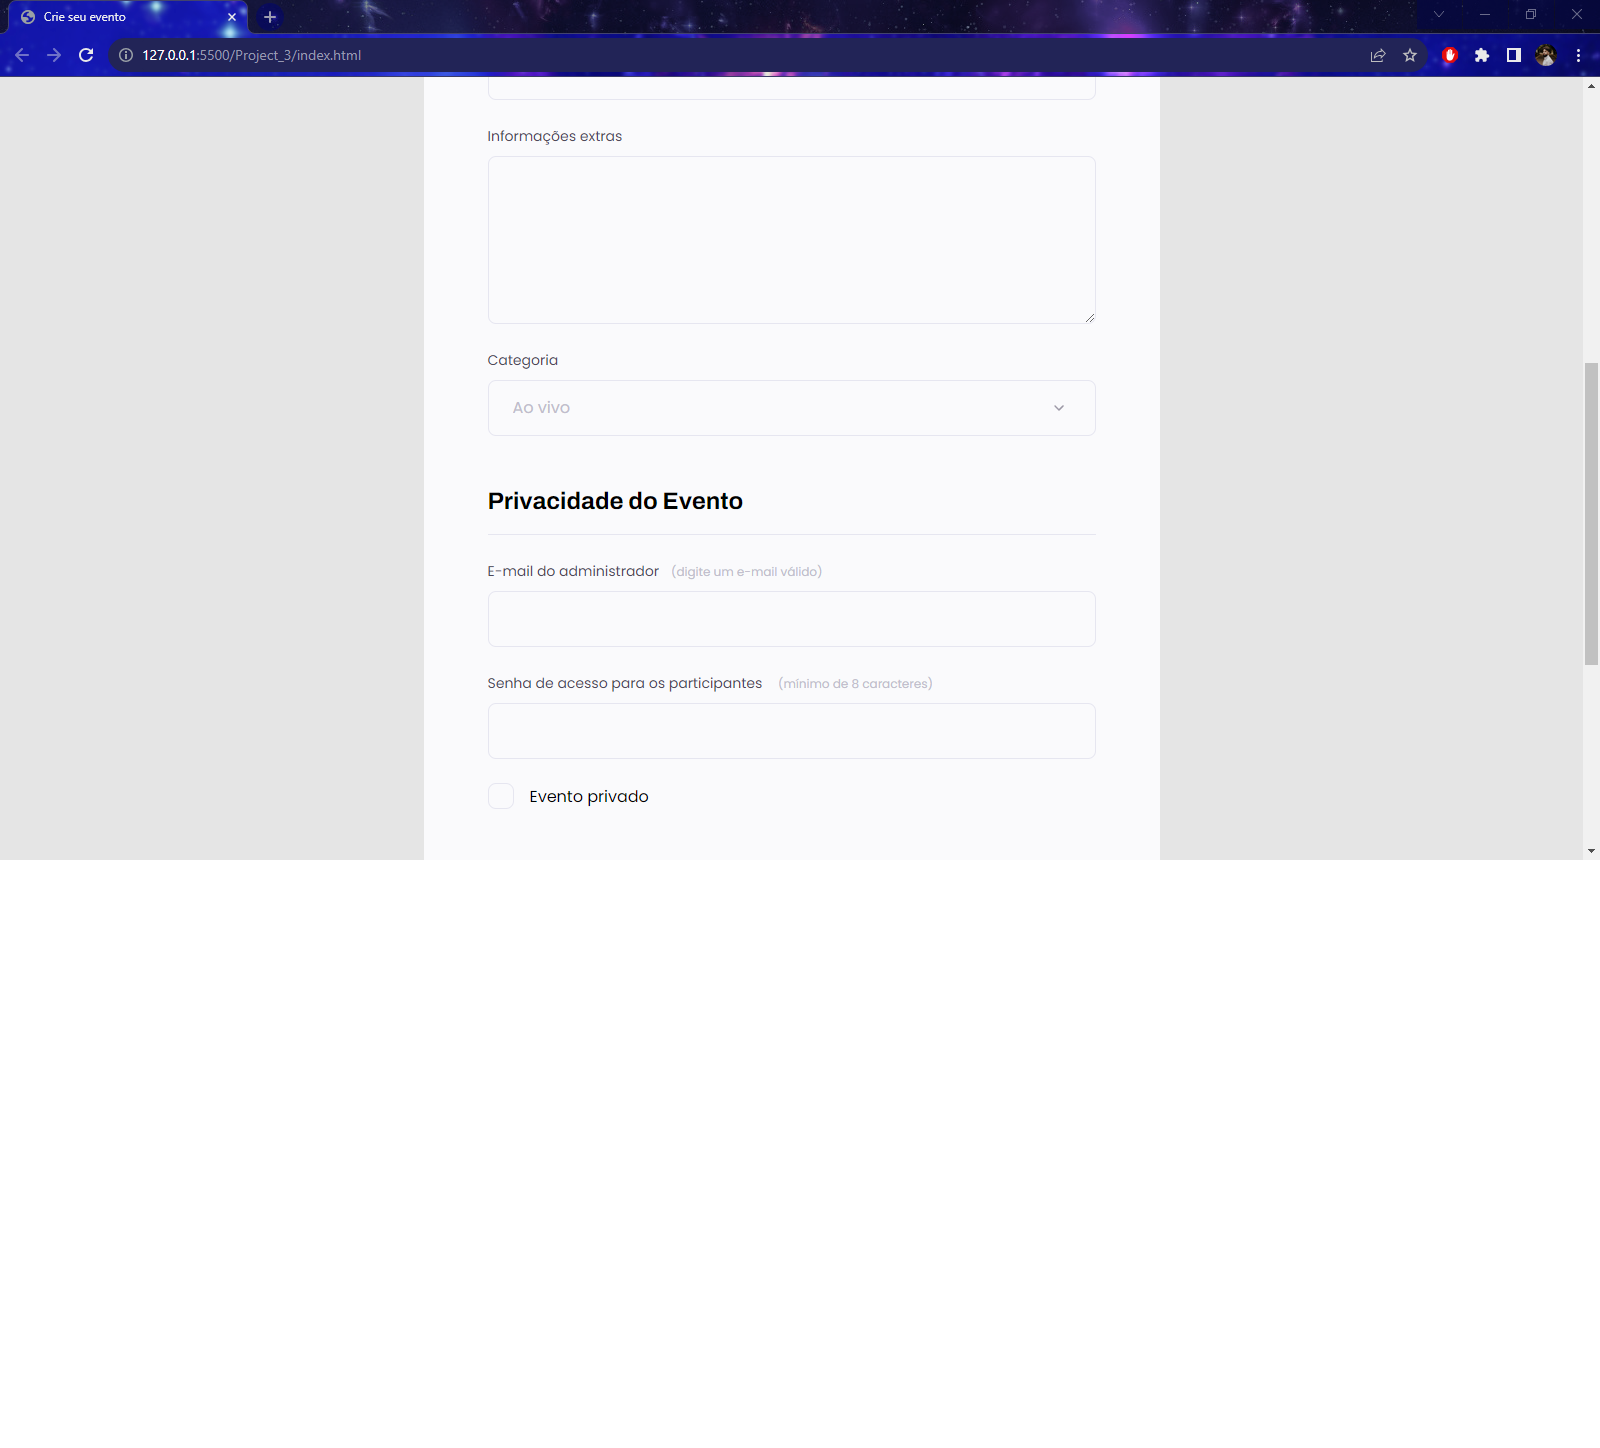 Crie seu evento
127.0.0.1:5500/Project_3/index.html
Informações extras
Categoria
Ao vivo
Privacidade do Evento
E-mail do administrador (digite um e-mail válido)
Senha de acesso para os participantes (mínimo de 8 caracteres)
Evento privado